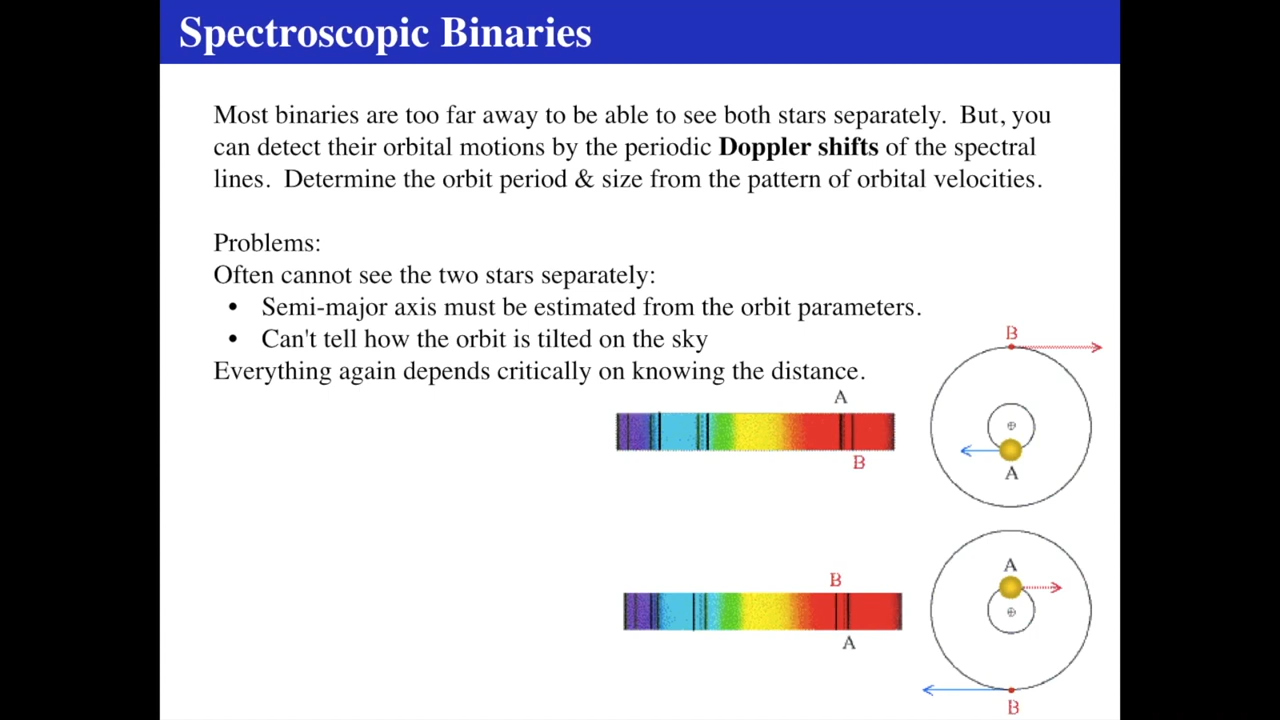 Spectroscopic Binaries
Most binaries are too far away to be able to see both stars separately. But, you
can detect their orbital motions by the periodic Doppler shifts of the spectral
lines. Determine the orbit period & size from the pattern of orbital velocities.
Problems:
Often cannot see the two stars separately:
• Semi-major axis must be estimated from the orbit parameters.
• Can't tell how the orbit is tilted on the sky
Everything again depends critically on knowing the distance.
B
A
B
A
B
A
A
B